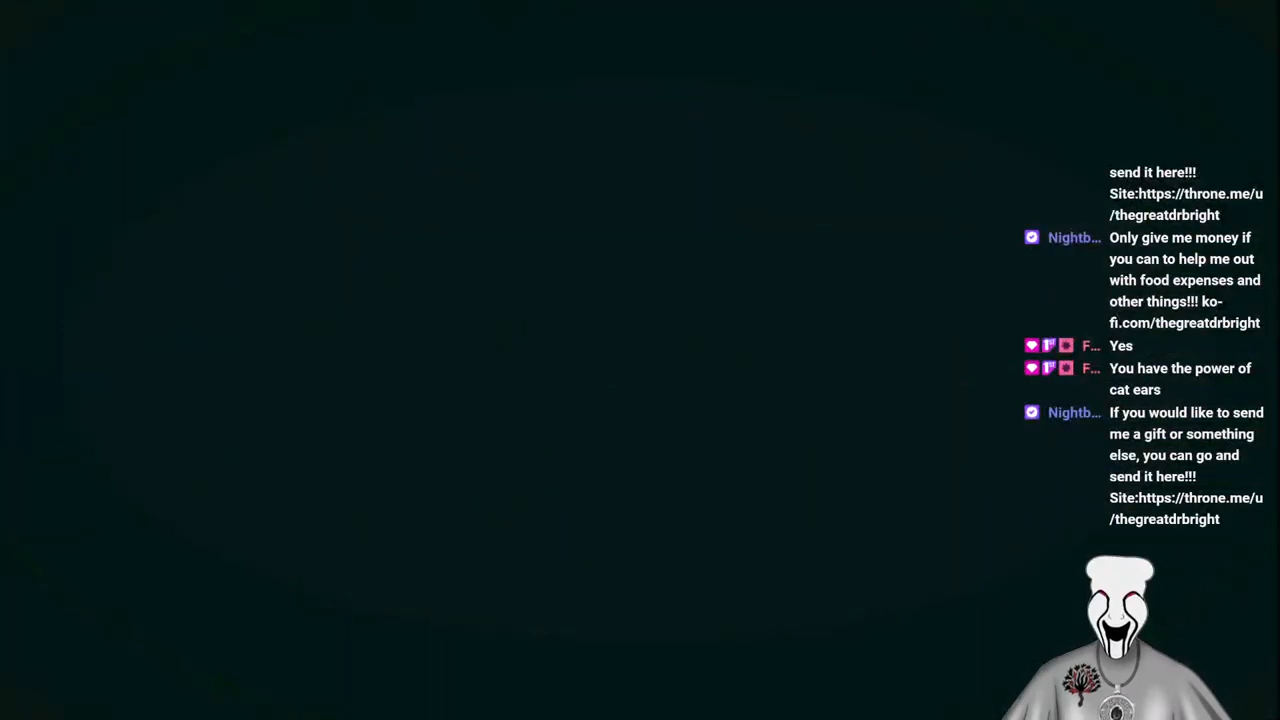 send it here!!!
Site:https://throne.me/u
/thegreatdrbright
Nightb... Only give me money if
you can to help me out
with food expenses and
other things!!! ko-
fi.com/thegreatdrbright
F... Yes
F... You have the power of
cat ears
Nightb... If you would like to send
me a gift or something
else, you can go and
send it here!!!
Site:https://throne.me/u
/thegreatdrbright